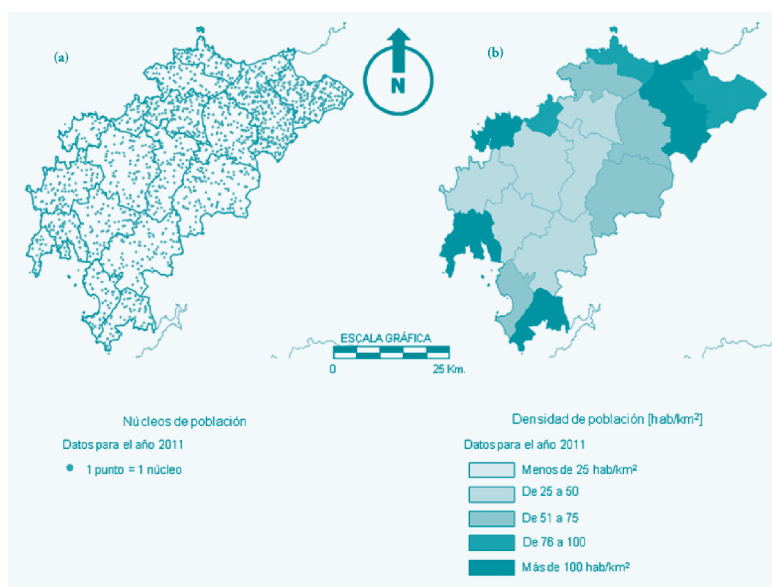 (a)
(b)
N
ESCALA GRÁFICA
0 25 Km.
Núcleos de población
Datos para el año 2011
1 punto = 1 núcleo
Densidad de población [hab/km²]
Datos para el año 2011
Menos de 25 hab/km²
De 25 a 50
De 51 a 75
De 76 a 100
Más de 100 hab/km²